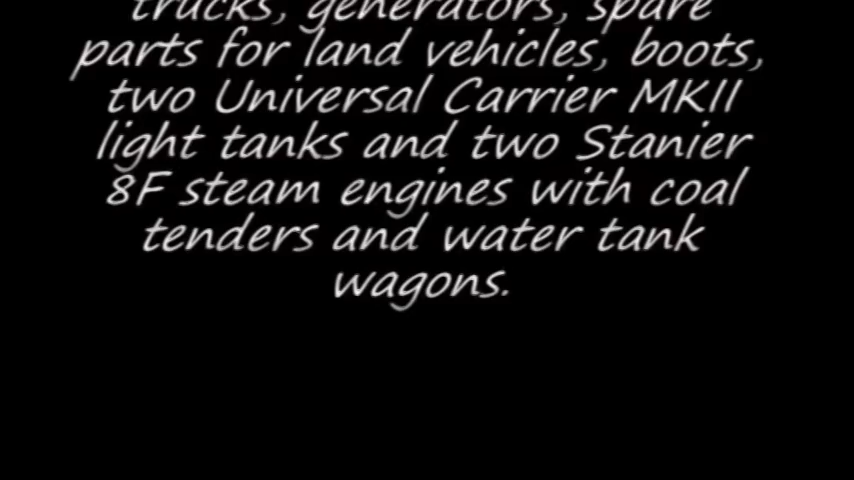 trucks, generators, spare
parts for land vehicles, boots,
two Universal Carrier MKII
light tanks and two Stanier
8F steam engines with coal
tenders and water tank
wagons.